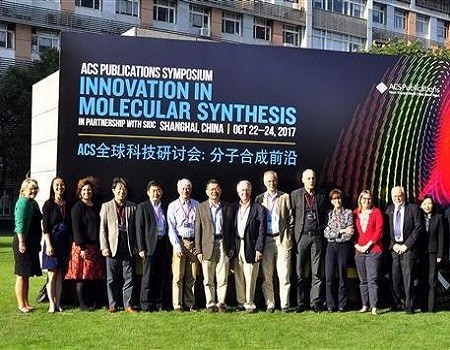 ACS PUBLICATIONS SYMPOSIUM
INNOVATION IN
MOLECULAR SYNTHESIS
IN PARTNERSHIP WITH SIOC SHANGHAI, CHINA | OCT 22–24, 2017
ACS全球科技研讨会: 分子合成前沿
ACS Publications